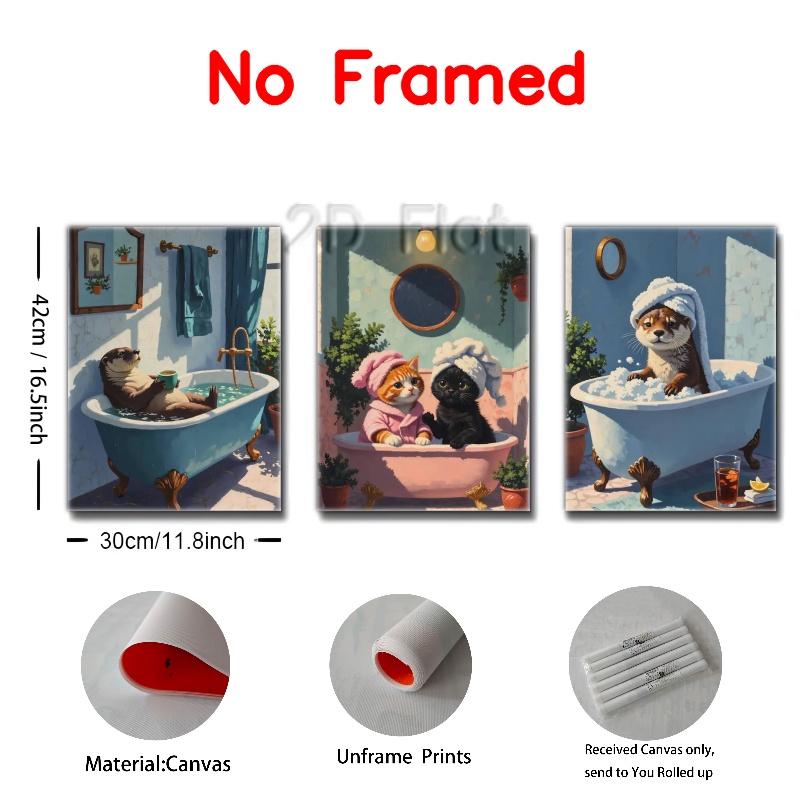 No Framed
2D Flat
42cm / 16.5inch
30cm/11.8inch
Material:Canvas
Unframe Prints
Received Canvas only,
send to You Rolled up